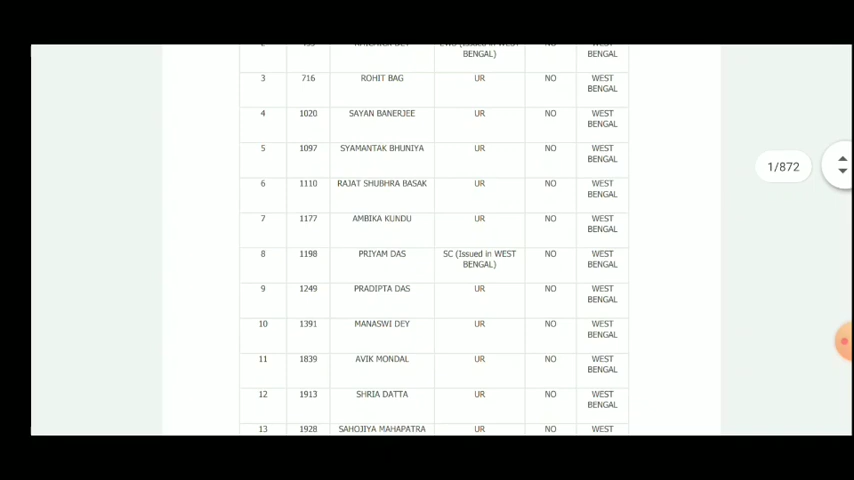 BENGAL) BENGAL
3 716 ROHIT BAG UR NO WEST
BENGAL
4 1020 SAYAN BANERJEE UR NO WEST
BENGAL
5 1097 SYAMANTAK BHUNIYA UR NO WEST
BENGAL
6 1110 RAJAT SHUBHRA BASAK UR NO WEST
BENGAL
7 1177 AMBIKA KUNDU UR NO WEST
BENGAL
8 1198 PRIYAM DAS SC (Issued in WEST NO WEST
BENGAL) BENGAL
9 1249 PRADIPTA DAS UR NO WEST
BENGAL
10 1391 MANASWI DEY UR NO WEST
BENGAL
11 1839 AVIK MONDAL UR NO WEST
BENGAL
12 1913 SHRIA DATTA UR NO WEST
BENGAL
13 1928 SAHOJIYA MAHAPATRA UR NO WEST
1/872